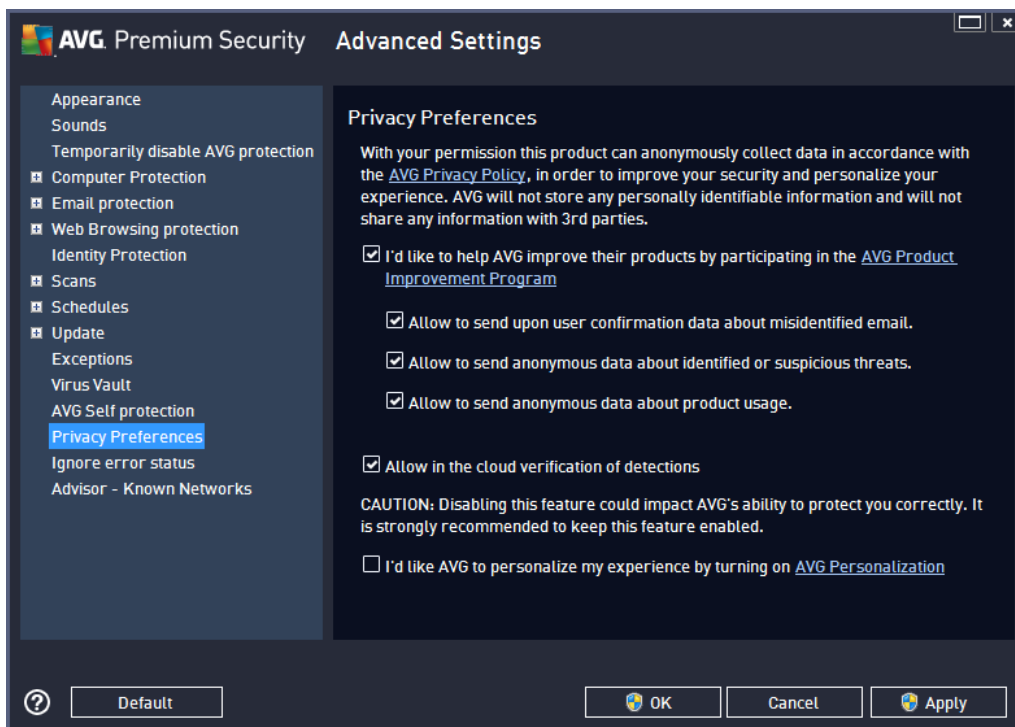 AVG. Premium Security
Advanced Settings
Appearance
Sounds
Temporarily disable AVG protection
Computer Protection
Email protection
Web Browsing protection
Identity Protection
Scans
Schedules
Update
Exceptions
Virus Vault
AVG Self protection
Privacy Preferences
Ignore error status
Advisor - Known Networks
Privacy Preferences
With your permission this product can anonymously collect data in accordance with
the AVG Privacy Policy, in order to improve your security and personalize your
experience. AVG will not store any personally identifiable information and will not
share any information with 3rd parties.
I'd like to help AVG improve their products by participating in the AVG Product
Improvement Program
Allow to send upon user confirmation data about misidentified email.
Allow to send anonymous data about identified or suspicious threats.
Allow to send anonymous data about product usage.
Allow in the cloud verification of detections
CAUTION: Disabling this feature could impact AVG's ability to protect you correctly. It
is strongly recommended to keep this feature enabled.
I'd like AVG to personalize my experience by turning on AVG Personalization
Default
OK
Cancel
Apply